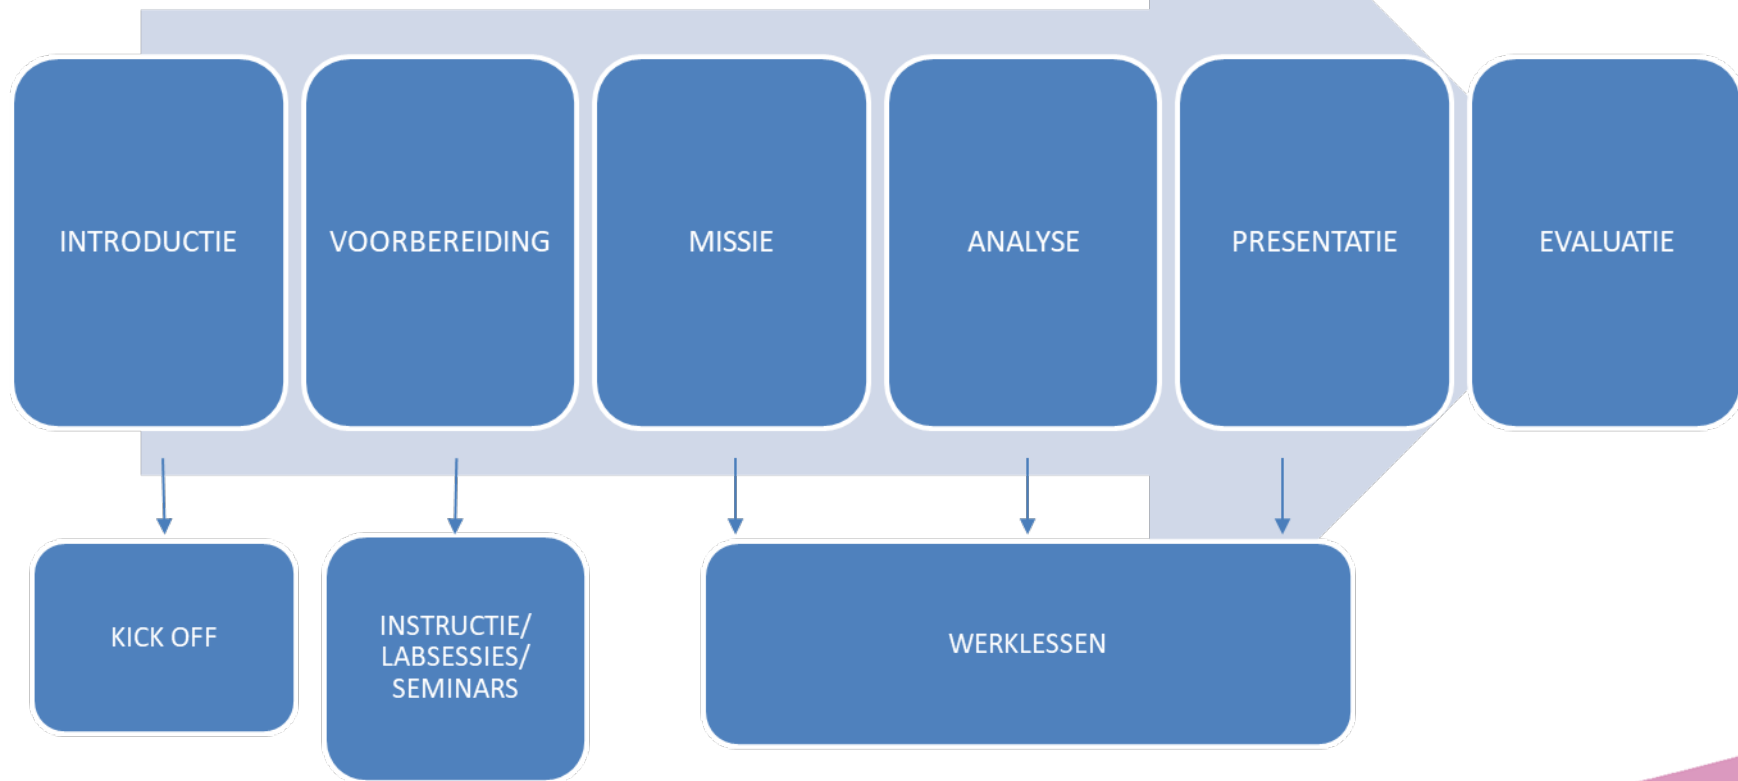 INTRODUCTIE
VOORBEREIDING
MISSIE
ANALYSE
PRESENTATIE
EVALUATIE
KICK OFF
INSTRUCTIE/
LABSESSIES/
SEMINARS
WERKLESSEN